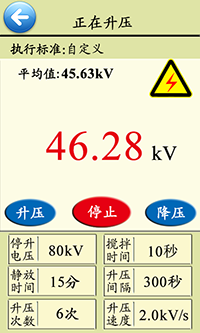 正在升压
执行标准:自定义
平均值:45.63kV
46.28 kV
升压 停止 降压
停升电压 80kV 搅拌时间 10秒
静放时间 15分 升压间隔 300秒
升压次数 6次 升压速度 2.0kV/s